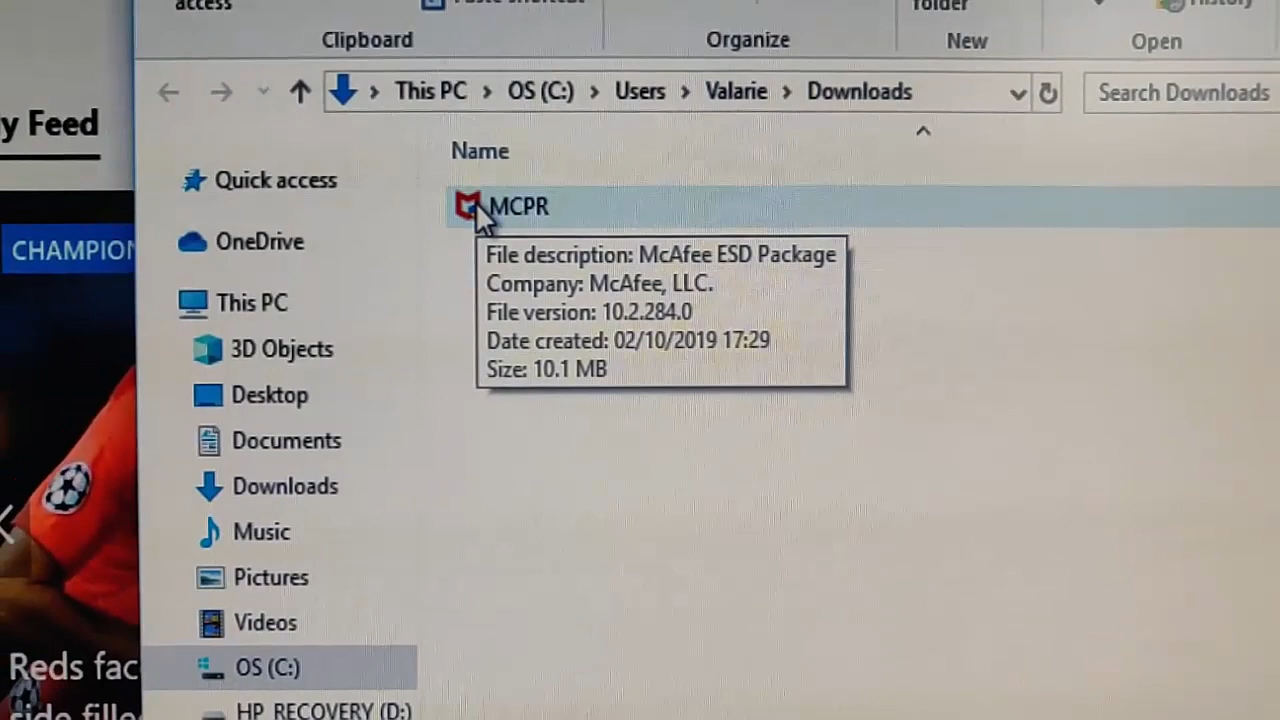 access
Clipboard
Organize
folder
New
History
Open
This PC > OS (C:) > Users > Valarie > Downloads
Search Downloads
y Feed
Name
Quick access
MCPR
CHAMPION
OneDrive
File description: McAfee ESD Package
Company: McAfee, LLC.
File version: 10.2.284.0
Date created: 02/10/2019 17:29
Size: 10.1 MB
This PC
3D Objects
Desktop
Documents
Downloads
Music
Pictures
Videos
OS (C:)
Reds fac
HP_RECOVERY (D:)
side fille